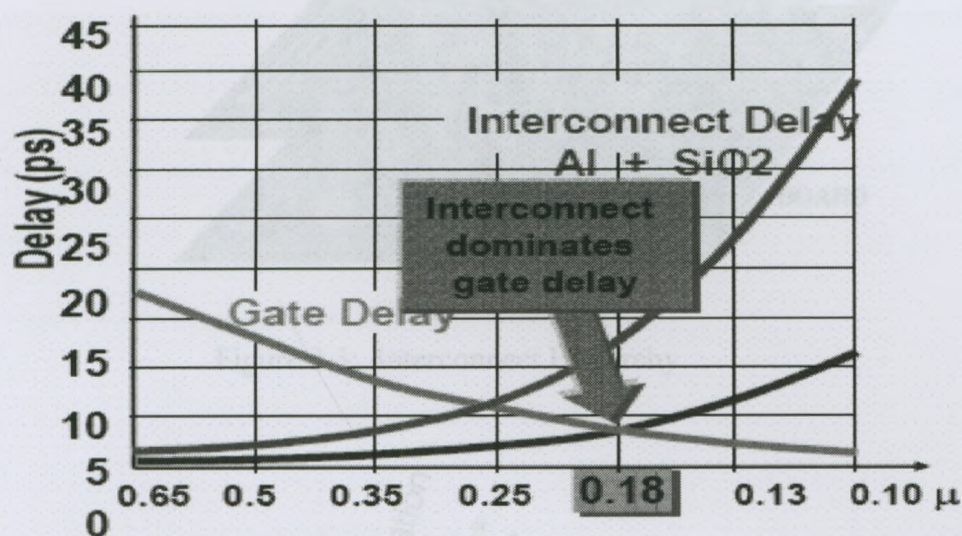 45
40
35
30
25
20
15
10
5
0
Delay (ps)
Interconnect Delay
Al + SiO2
Interconnect
dominates
gate delay
Gate Delay
0.65 0.5 0.35 0.25 0.18 0.13 0.10 μ